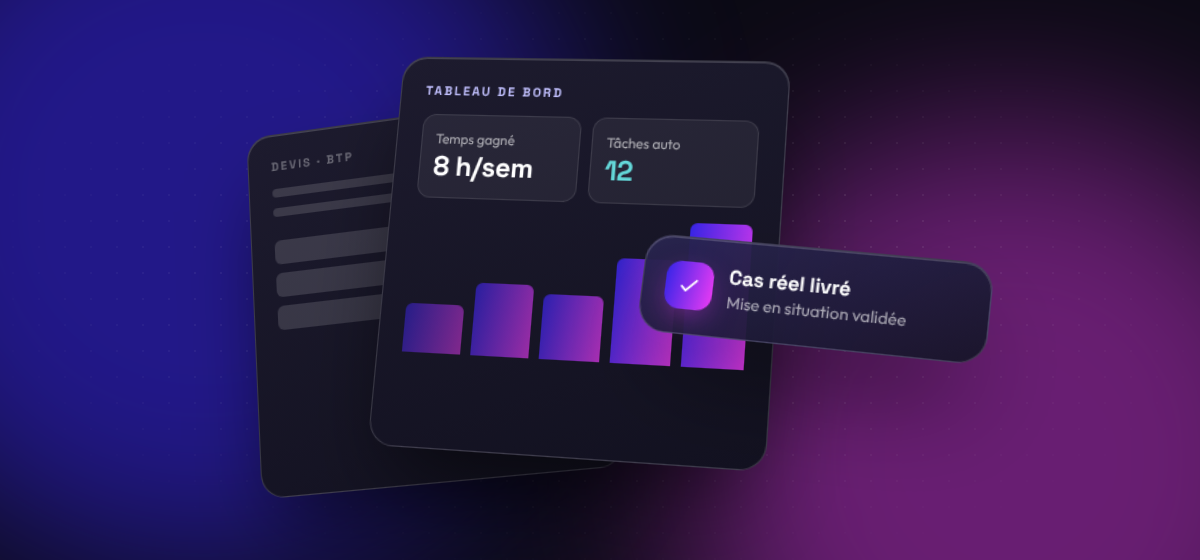 TABLEAU DE BORD
Temps gagné
8 h/sem
Tâches auto
12
DEVIS · BTP
Cas réel livré
Mise en situation validée